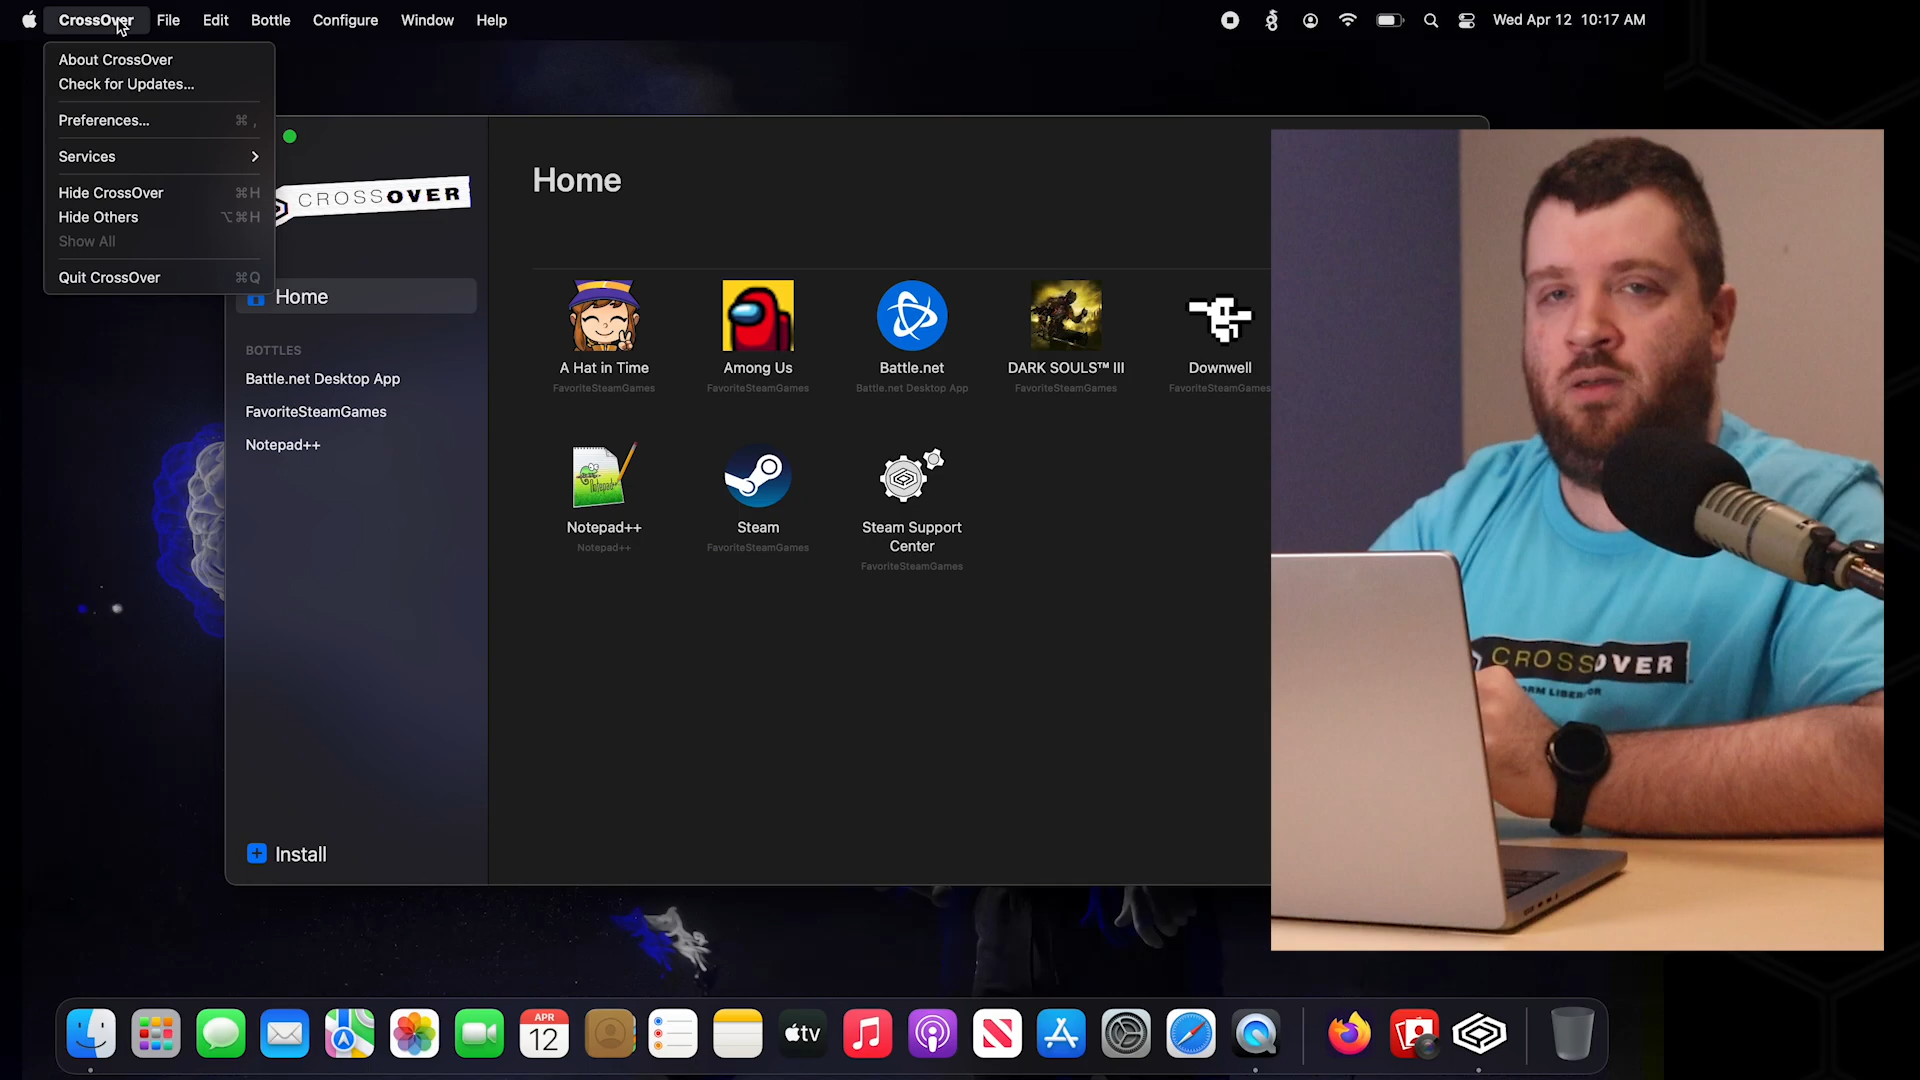 CrossOver File Edit Bottle Configure Window Help
Wed Apr 12 10:17 AM
About CrossOver
Check for Updates...
Preferences... ⌘ ,
Services
Hide CrossOver ⌘H
Hide Others ⌥⌘H
Show All
Quit CrossOver ⌘Q
CROSSOVER
Home
BOTTLES
Battle.net Desktop App
FavoriteSteamGames
Notepad++
Install
Home
A Hat in Time
FavoriteSteamGames
Among Us
FavoriteSteamGames
Battle.net
Battle.net Desktop App
DARK SOULS™ III
FavoriteSteamGames
Downwell
FavoriteSteamGames
Notepad++
Notepad++
Steam
FavoriteSteamGames
Steam Support
Center
FavoriteSteamGames
CROSSOVER
APR
12
tv